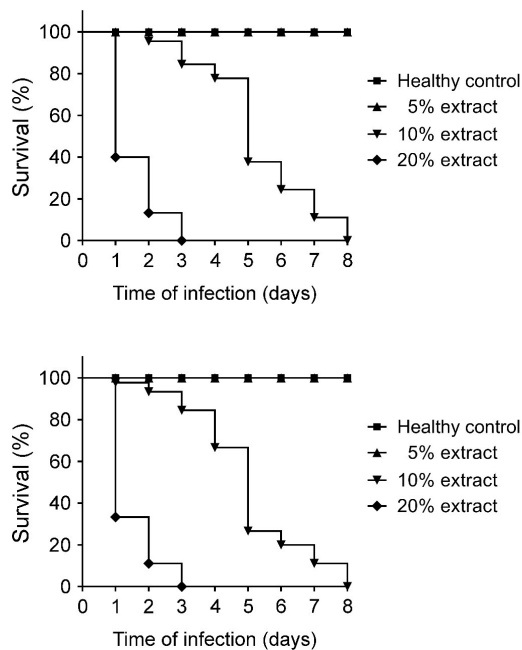 100
80
60
40
20
0
Survival (%)
0 1 2 3 4 5 6 7 8
Time of infection (days)
Healthy control
5% extract
10% extract
20% extract
100
80
60
40
20
0
Survival (%)
0 1 2 3 4 5 6 7 8
Time of infection (days)
Healthy control
5% extract
10% extract
20% extract